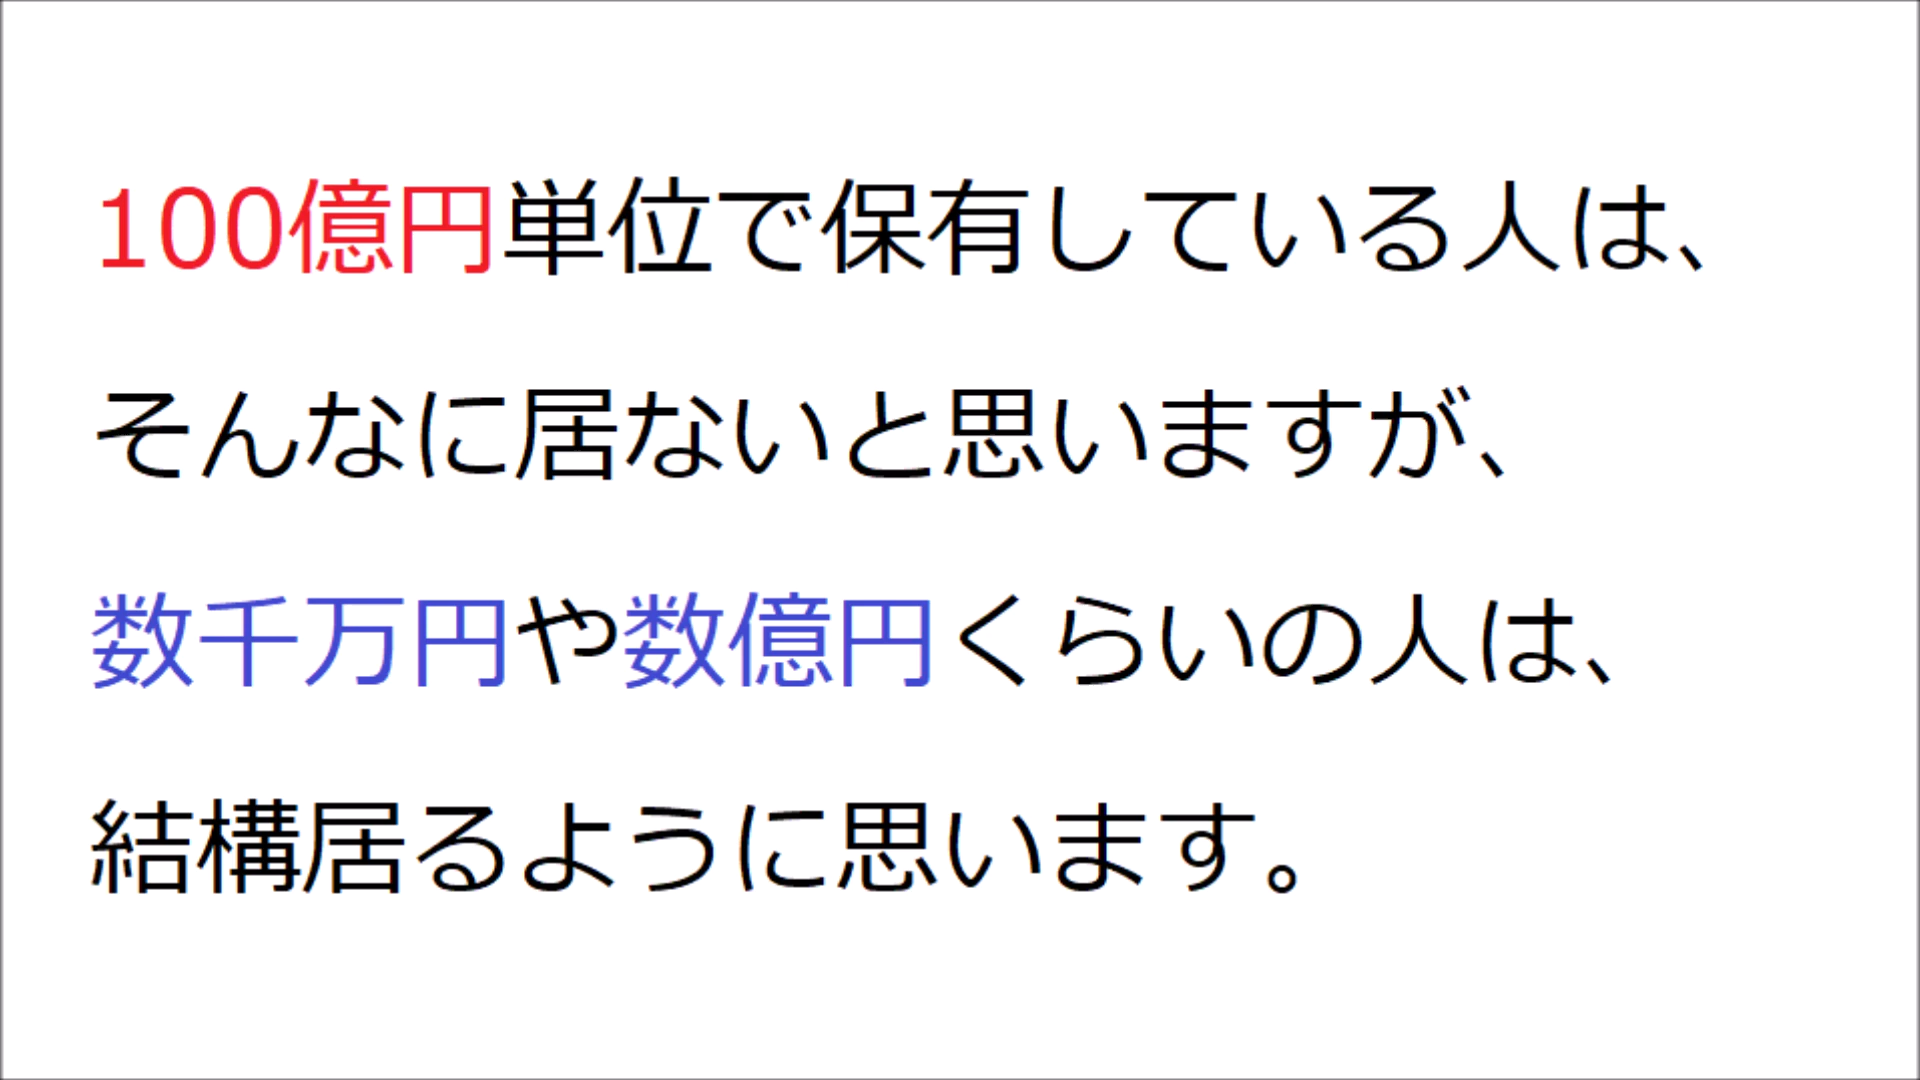 100億円単位で保有している人は、
そんなに居ないと思いますが、
数千万円や数億円くらいの人は、
結構居るように思います。